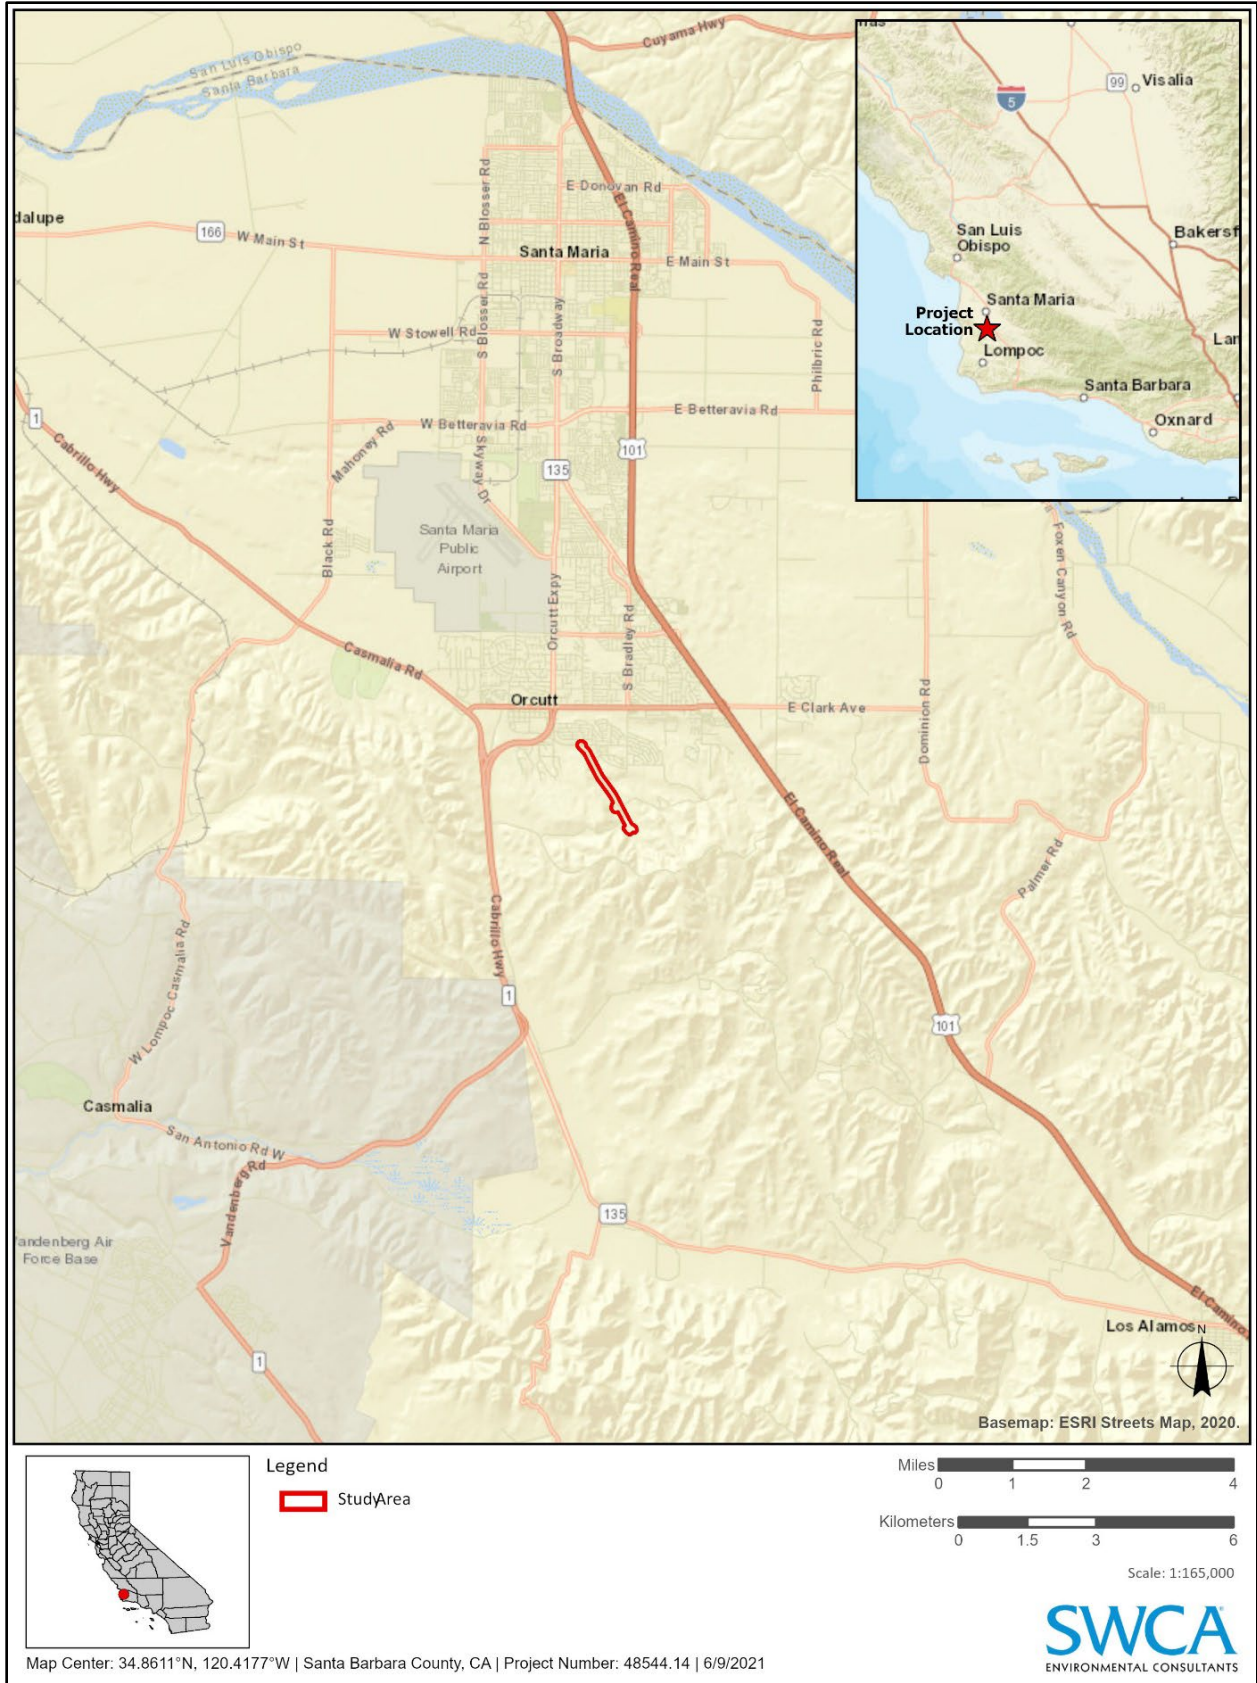 Cuyama Hwy
San Luis Obispo
Santa Barbara
N Blosser Rd
E Donovan Rd
El Camino Real
dalupe
166
W Main St
Santa Maria
E Main St
S Blosser Rd
S Broadway
W Stowell Rd
Philbric Rd
E Betteravia Rd
1
Cabrillo Hwy
Mahoney Rd
W Betteravia Rd
Skyway Dr
135
101
Santa Maria
Public
Airport
Black Rd
Orcutt Expy
S Bradley Rd
Foxen Canyon Rd
Casmalia Rd
Orcutt
E Clark Ave
Dominion Rd
El Camino Real
Palmer Rd
Cabrillo Hwy
W Lompoc Casmalia Rd
1
101
Casmalia
San Antonio Rd W
Vandenberg Rd
135
andenberg Air
Force Base
1
El Camino
Los Alamos
N
Basemap: ESRI Streets Map, 2020.
99
Visalia
5
San Luis
Obispo
Bakersf
Santa Maria
Project
Location
Lompoc
Lan
Santa Barbara
Oxnard
Legend
StudyArea
Miles
0 1 2 4
Kilometers
0 1.5 3 6
Scale: 1:165,000
SWCA
ENVIRONMENTAL CONSULTANTS
Map Center: 34.8611°N, 120.4177°W | Santa Barbara County, CA | Project Number: 48544.14 | 6/9/2021